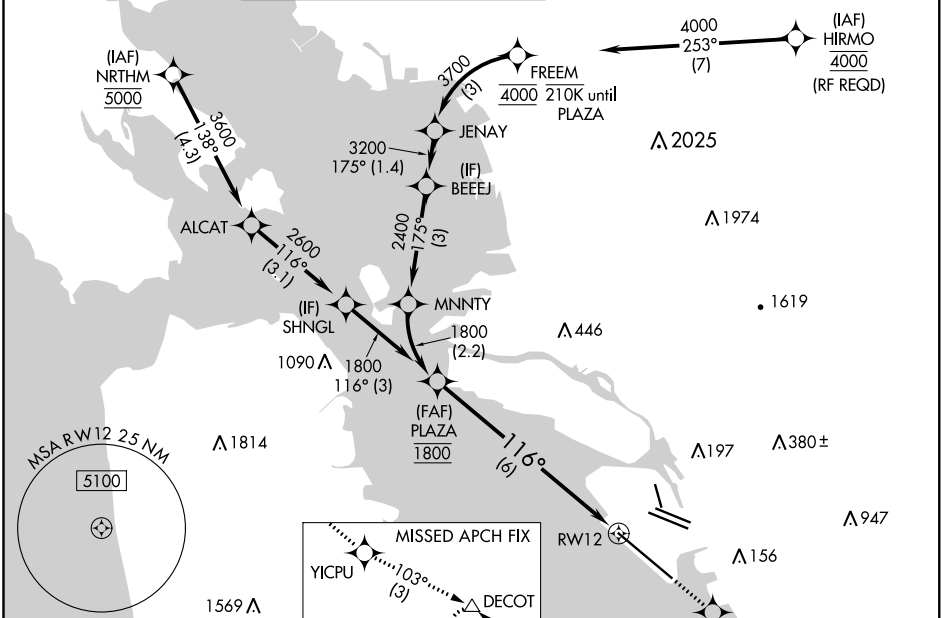 (IAF)
NRTHM
5000
3600
138°
(4.3)
ALCAT
2600
116°
(3.1)
(IF)
SHNGL
1800
116° (3)
1090
3700
(3)
FREEM
4000 210K until
PLAZA
JENAY
3200
175° (1.4)
(IF)
BEEEJ
2400
175°
(3)
MNNTY
1800
(2.2)
4000
253°
(7)
(IAF)
HIRMO
4000
(RF REQD)
2025
1974
1619
446
(FAF)
PLAZA
1800
116°
(6)
197
380±
947
RW12
156
1814
MSA RW12 25 NM
5100
1569
MISSED APCH FIX
YICPU
103°
(3)
DECOT